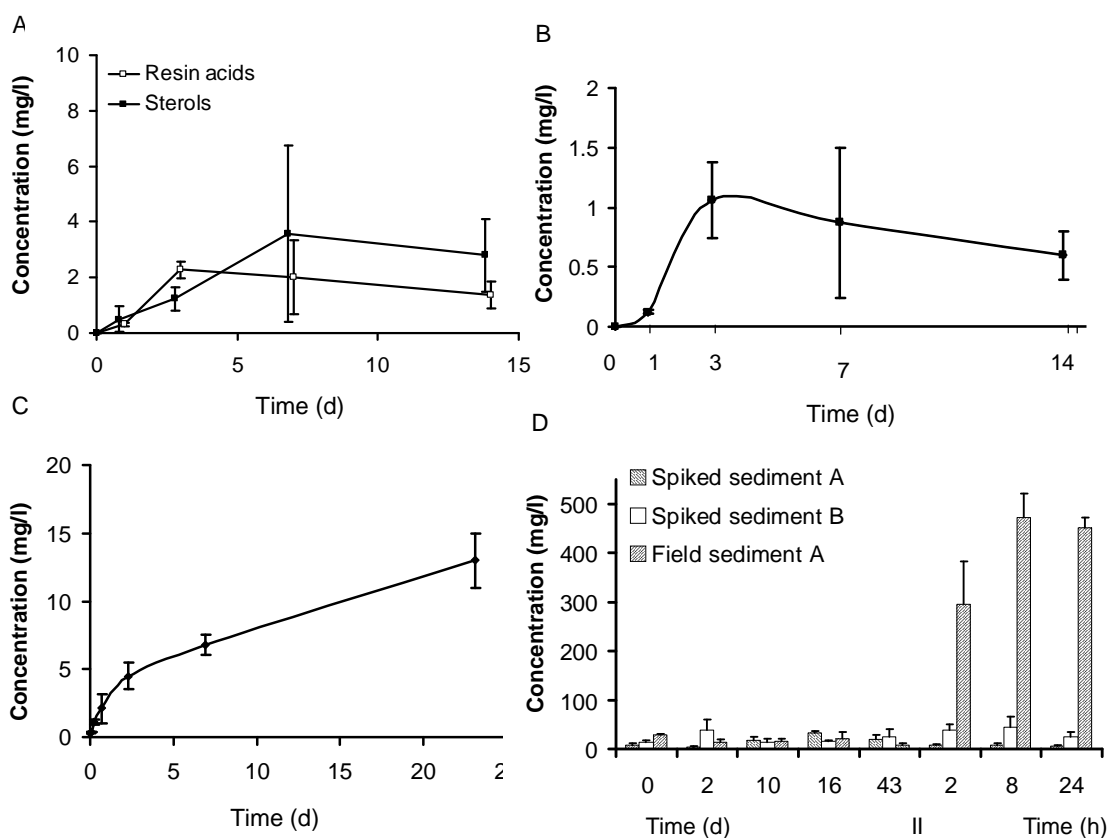 A
Concentration (mg/l)
10
8
6
4
2
0
Resin acids
Sterols
0 5 10 15
Time (d)
B
Concentration (mg/l)
2
1.5
1
0.5
0
0 1 3 7 14
Time (d)
C
Concentration (mg/l)
20
15
10
5
0
0 5 10 15 20
Time (d)
D
Concentration (mg/l)
500
400
300
200
100
0
Spiked sediment A
Spiked sediment B
Field sediment A
0 2 10 16 43 2 8 24
Time (d) II Time (h)